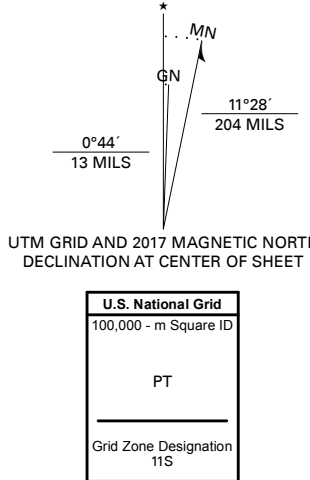 ★
MN
GN
11°28´
204 MILS
0°44´
13 MILS
UTM GRID AND 2017 MAGNETIC NORTH
DECLINATION AT CENTER OF SHEET
U.S. National Grid
100,000 - m Square ID
PT
Grid Zone Designation
11S